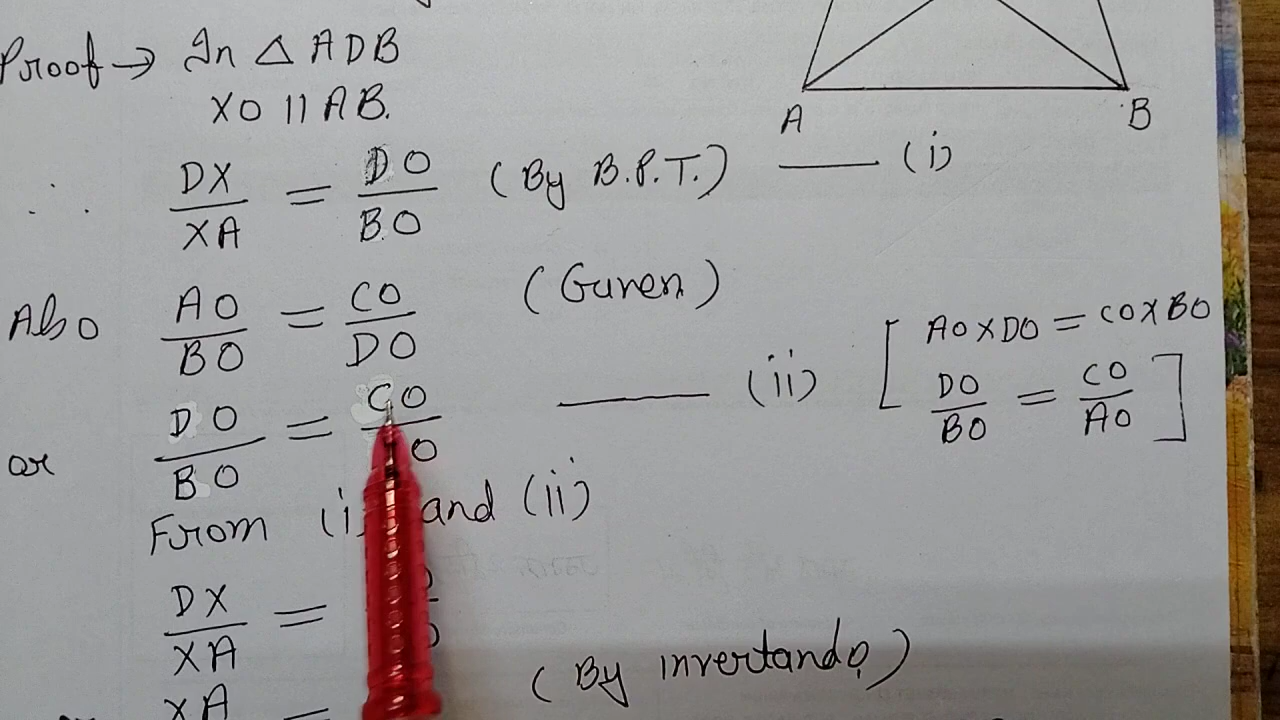 Proof → In △ ADB
XO || AB.
A B
∴ DX/XA = DO/BO (By B.P.T.) —— (i)
Also AO/BO = CO/DO (Given)
[ AO X DO = CO X BO
DO/BO = CO/AO ]
or DO/BO = CO/ O —— (ii)
From (i) and (ii)
DX/XA =
(By invertendo)
XA =